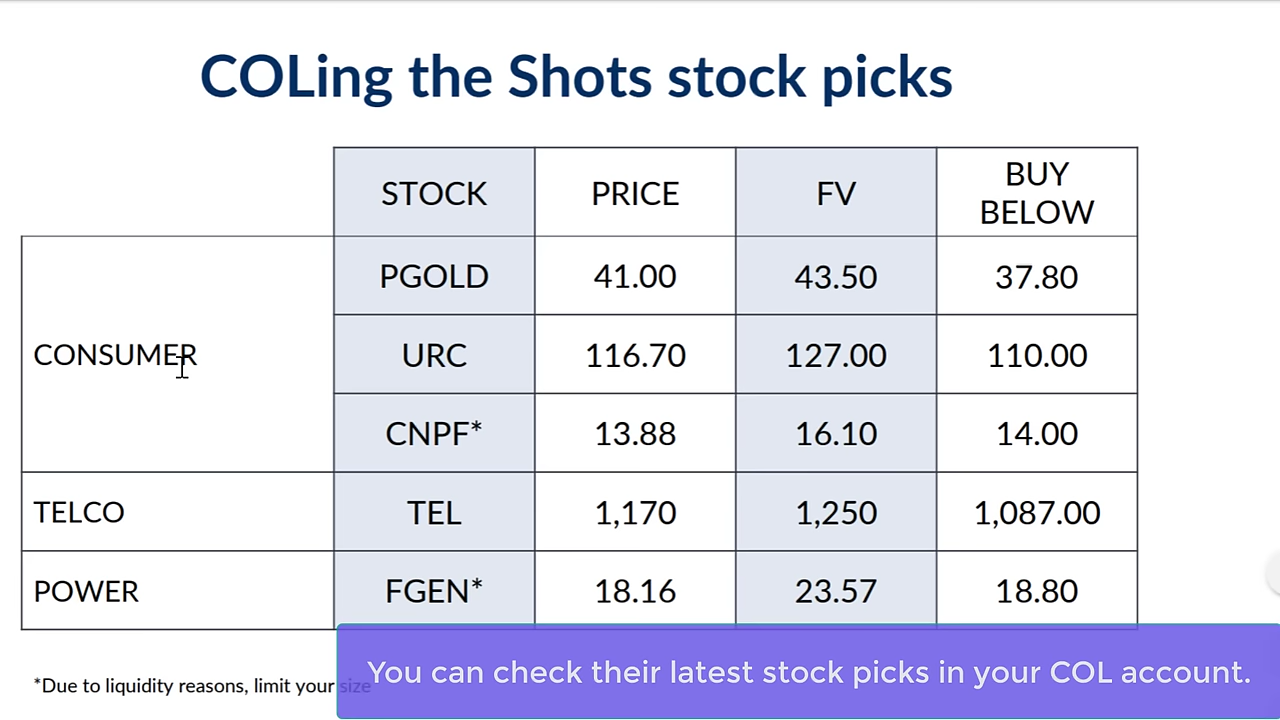 COLing the Shots stock picks
STOCK PRICE FV BUY BELOW
CONSUMER
PGOLD 41.00 43.50 37.80
URC 116.70 127.00 110.00
CNPF* 13.88 16.10 14.00
TELCO TEL 1,170 1,250 1,087.00
POWER FGEN* 18.16 23.57 18.80
*Due to liquidity reasons, limit your size
You can check their latest stock picks in your COL account.